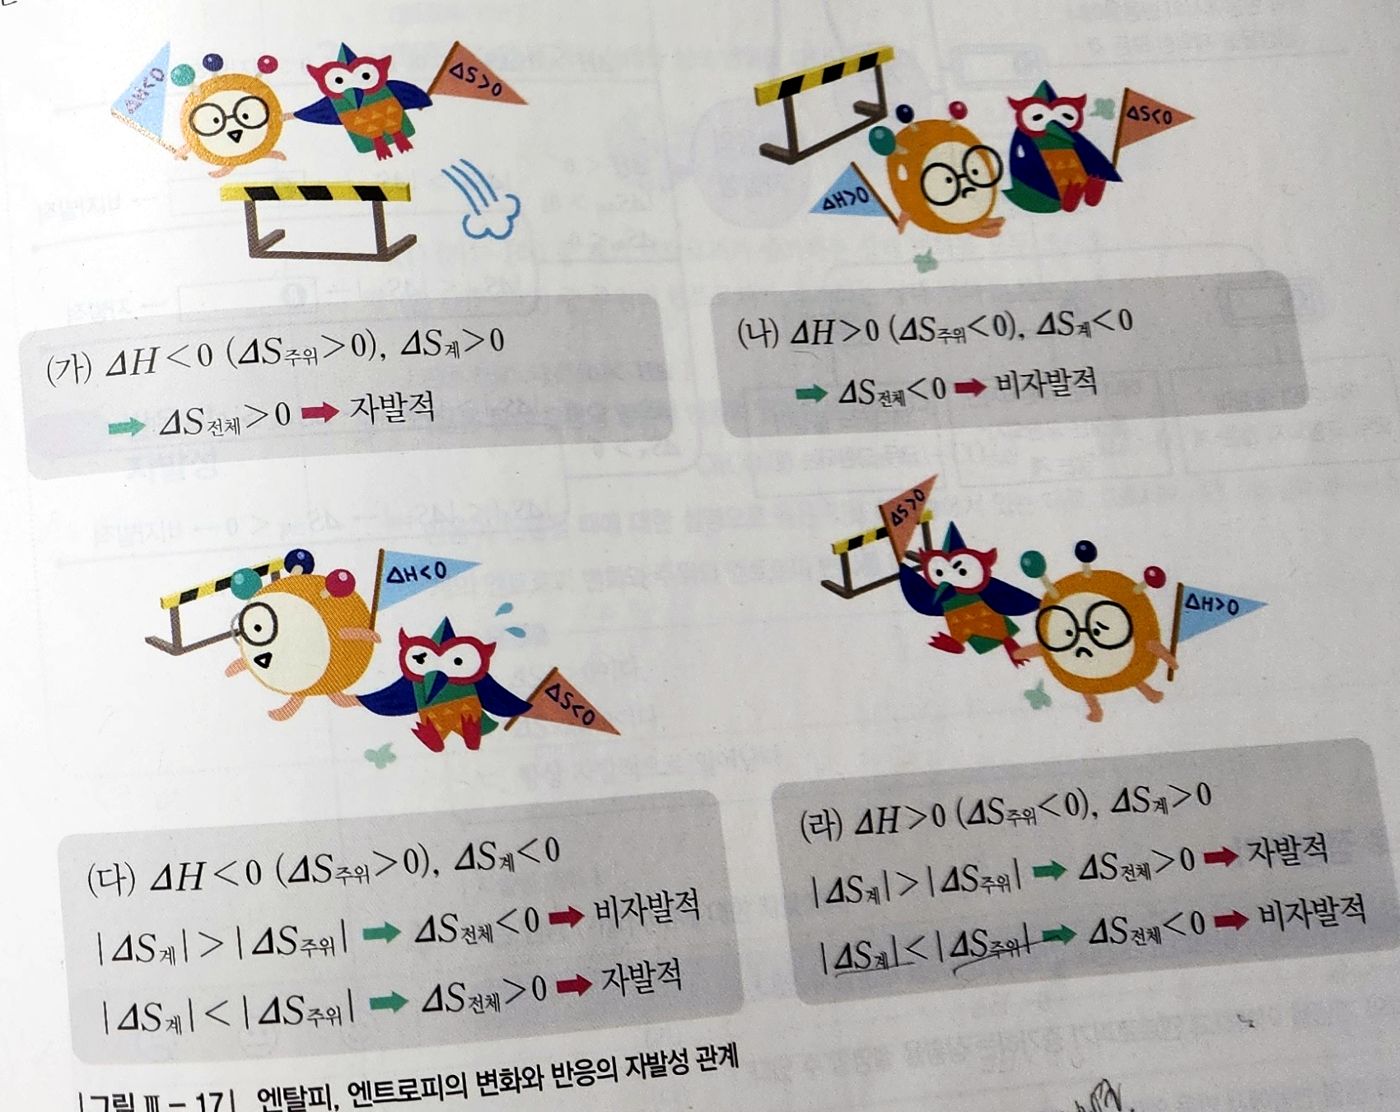 ΔH<0
ΔS>0
(가) ΔH<0 (ΔS주위>0), ΔS계>0
➡ ΔS전체>0 ➡ 자발적
ΔH>0
ΔS<0
(나) ΔH>0 (ΔS주위<0), ΔS계<0
➡ ΔS전체<0 ➡ 비자발적
ΔH<0
ΔS<0
(다) ΔH<0 (ΔS주위>0), ΔS계<0
|ΔS계|>|ΔS주위| ➡ ΔS전체<0 ➡ 비자발적
|ΔS계|<|ΔS주위| ➡ ΔS전체>0 ➡ 자발적
ΔS>0
ΔH>0
(라) ΔH>0 (ΔS주위<0), ΔS계>0
|ΔS계|>|ΔS주위| ➡ ΔS전체>0 ➡ 자발적
|ΔS계|<|ΔS주위| ➡ ΔS전체<0 ➡ 비자발적
|그림 Ⅲ-17| 엔탈피, 엔트로피의 변화와 반응의 자발성 관계